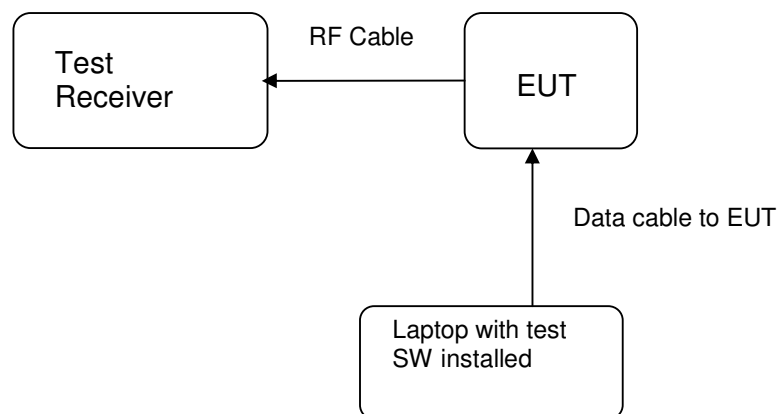 RF Cable
Test
Receiver
EUT
Data cable to EUT
Laptop with test
SW installed